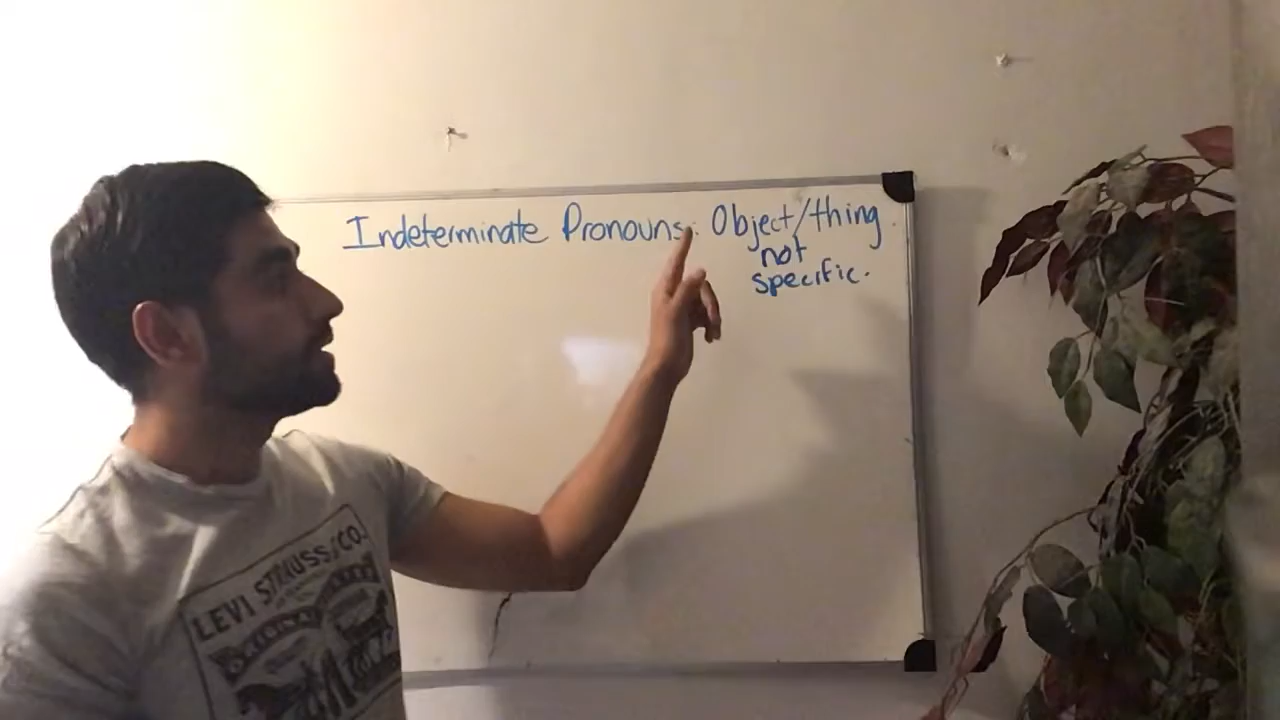 Indeterminate Pronouns: Object/thing
not
specific.
LEVI STRAUSS & CO.